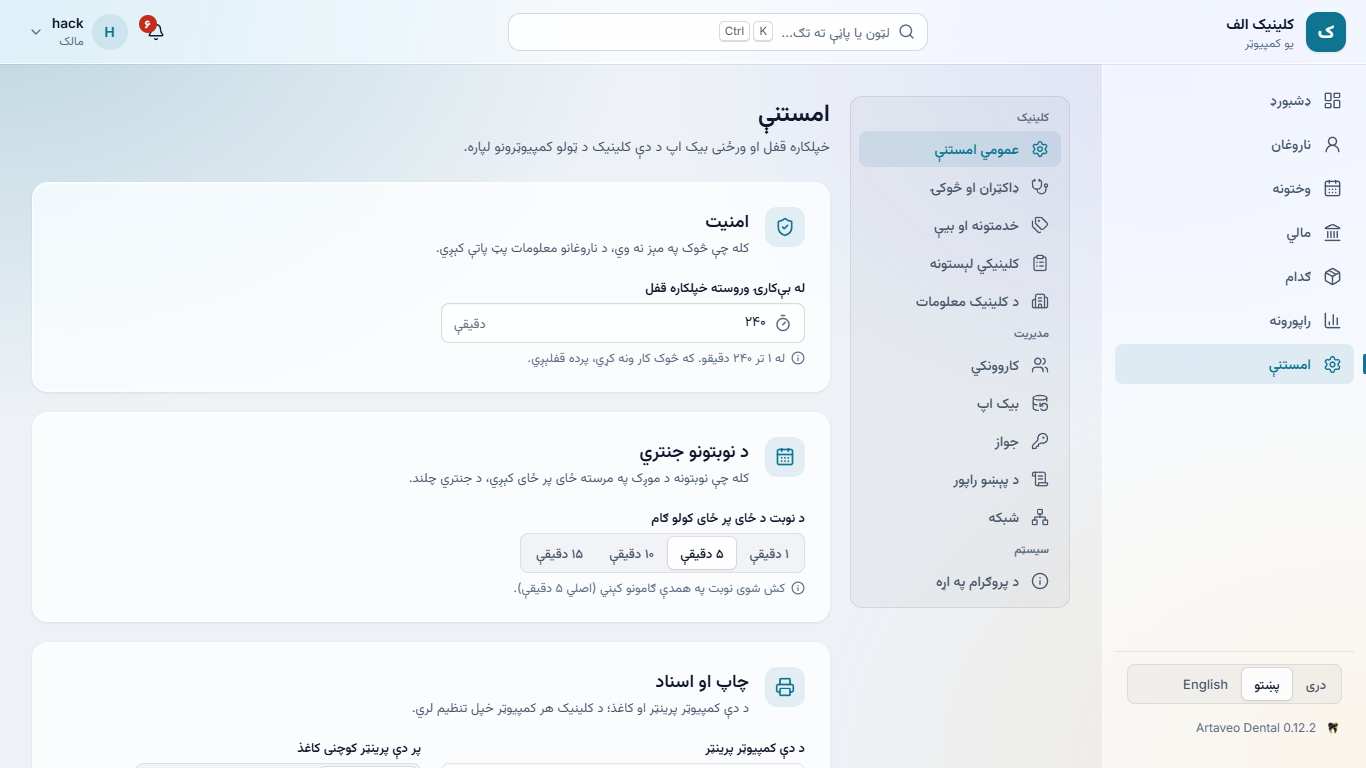 کلینیک الف
یو کمپیوټر
لټون یا پاڼې ته تګ...
Ctrl K
۶
hack
مالک
H
ک
ډشبورډ
ناروغان
وختونه
مالي
ګدام
راپورونه
امستنې
دری
پښتو
English
Artaveo Dental 0.12.2
کلینیک
عمومي امستنې
ډاکټران او څوکۍ
خدمتونه او بیې
کلینیکي لېستونه
د کلینیک معلومات
مدیریت
کاروونکي
بیک اپ
جواز
د پېښو راپور
شبکه
سیسټم
د پروګرام په اړه
امستنې
خپلکاره قفل او ورځنی بیک اپ د دې کلینیک د ټولو کمپیوټرونو لپاره.
امنیت
کله چې څوک په مېز نه وي، د ناروغانو معلومات پټ پاتې کېږي.
له بې‌کارۍ وروسته خپلکاره قفل
۲۴۰
دقیقې
له ۱ تر ۲۴۰ دقیقو. که څوک کار ونه کړي، پرده قفلېږي.
د نوبتونو جنتري
کله چې نوبتونه د موږک په مرسته ځای پر ځای کېږي، د جنتري چلند.
د نوبت د ځای پر ځای کولو ګام
۱ دقیقې
۵ دقیقې
۱۰ دقیقې
۱۵ دقیقې
کش شوی نوبت په همدې ګامونو کېني (اصلي ۵ دقیقې).
چاپ او اسناد
د دې کمپیوټر پرینټر او کاغذ؛ د کلینیک هر کمپیوټر خپل تنظیم لري.
د دې کمپیوټر پرینټر
پر دې پرینټر کوچنی کاغذ